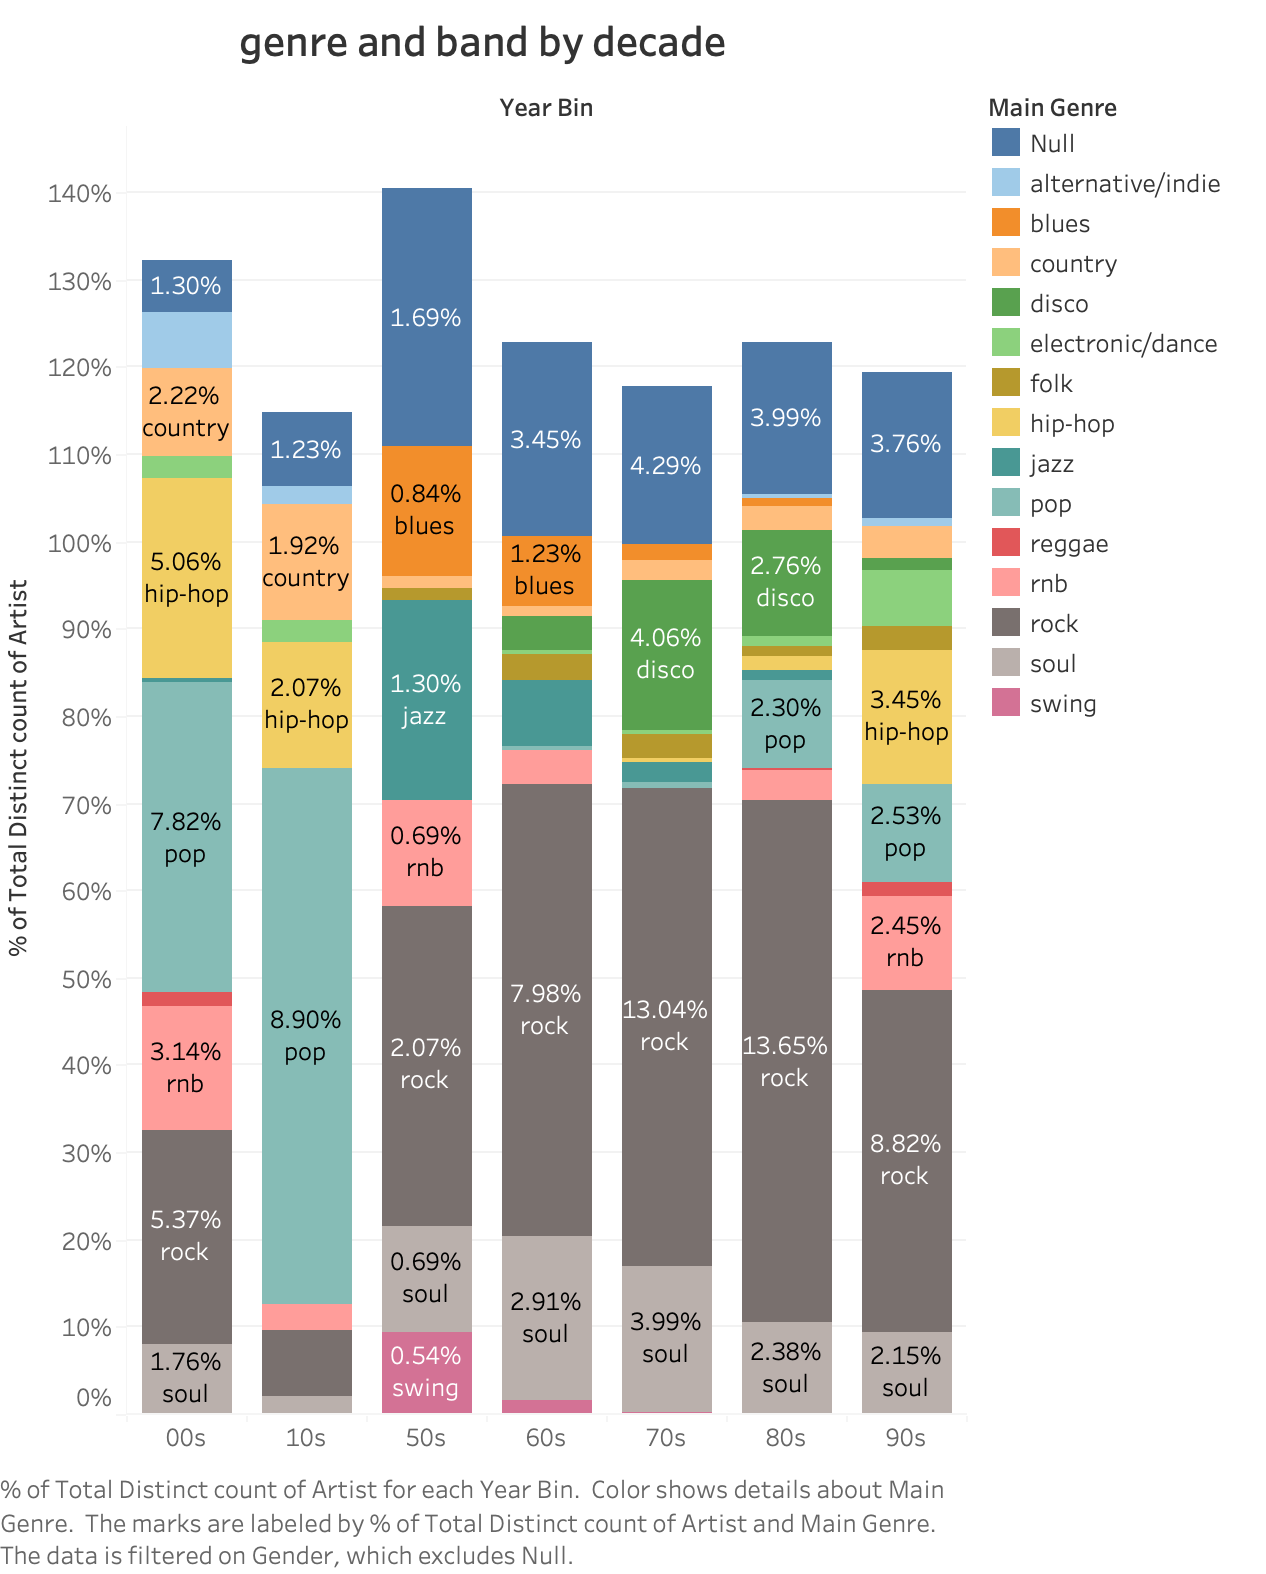 genre and band by decade
Year Bin
Main Genre
Null
alternative/indie
blues
country
disco
electronic/dance
folk
hip-hop
jazz
pop
reggae
rnb
rock
soul
swing
% of Total Distinct count of Artist
140%
130%
120%
110%
100%
90%
80%
70%
60%
50%
40%
30%
20%
10%
0%
1.30%
2.22%
country
5.06%
hip-hop
7.82%
pop
3.14%
rnb
5.37%
rock
1.76%
soul
1.23%
1.92%
country
2.07%
hip-hop
8.90%
pop
1.69%
0.84%
blues
1.30%
jazz
0.69%
rnb
2.07%
rock
0.69%
soul
0.54%
swing
3.45%
1.23%
blues
7.98%
rock
2.91%
soul
4.29%
4.06%
disco
13.04%
rock
3.99%
soul
3.99%
2.76%
disco
2.30%
pop
13.65%
rock
2.38%
soul
3.76%
3.45%
hip-hop
2.53%
pop
2.45%
rnb
8.82%
rock
2.15%
soul
00s
10s
50s
60s
70s
80s
90s
% of Total Distinct count of Artist for each Year Bin.  Color shows details about Main
Genre.  The marks are labeled by % of Total Distinct count of Artist and Main Genre.
The data is filtered on Gender, which excludes Null.